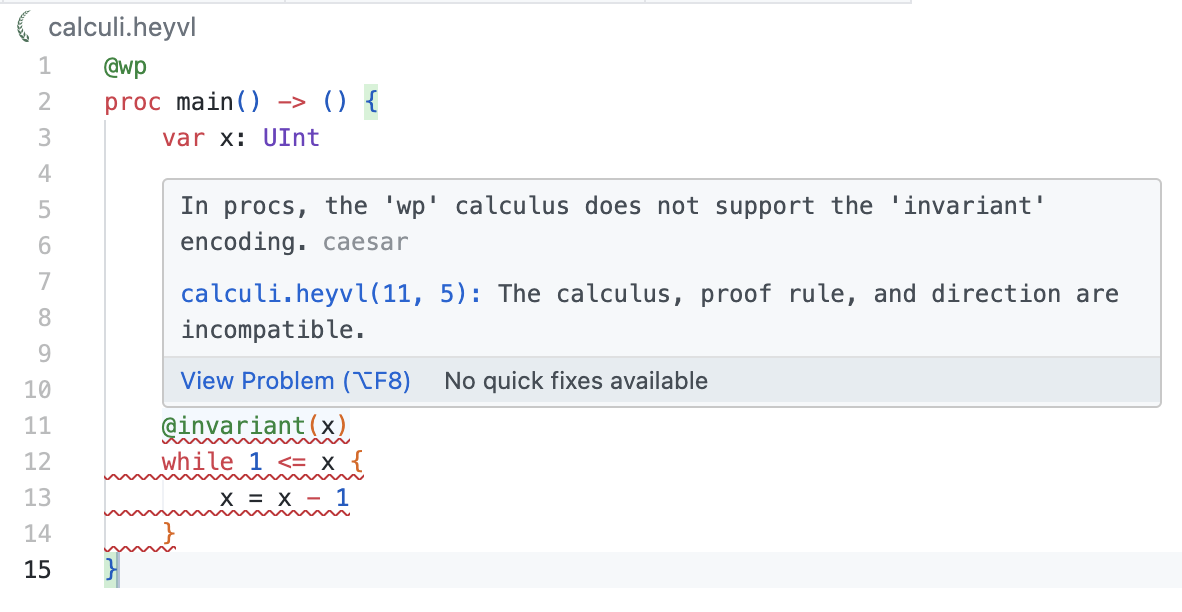 calculi.heyvl
1 @wp
2 proc main() -> () {
3 var x: UInt
4
5
6
7
8
9
10
In procs, the 'wp' calculus does not support the 'invariant'
encoding. caesar
calculi.heyvl(11, 5): The calculus, proof rule, and direction are
incompatible.
View Problem (⌥F8) No quick fixes available
11 @invariant(x)
12 while 1 <= x {
13 x = x - 1
14 }
15 }